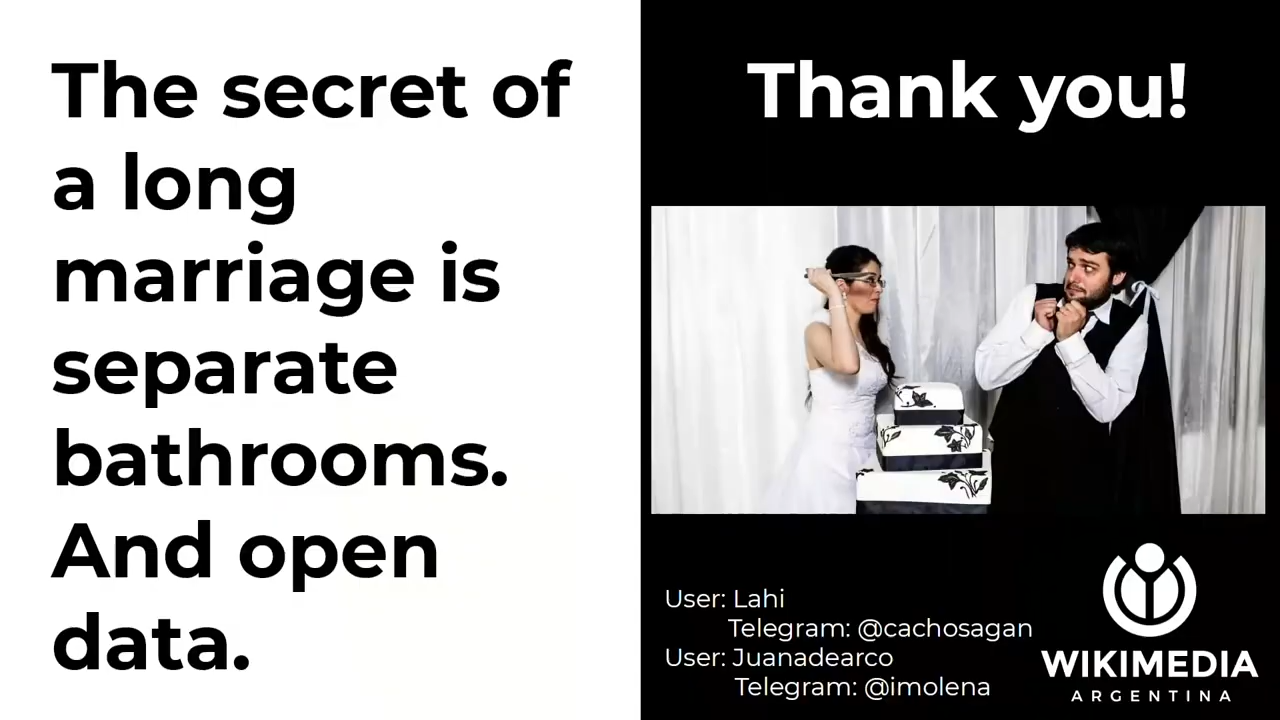 The secret of
a long
marriage is
separate
bathrooms.
And open
data.
Thank you!
User: Lahi
Telegram: @cachosagan
User: Juanadearco
Telegram: @imolena
WIKIMEDIA
ARGENTINA